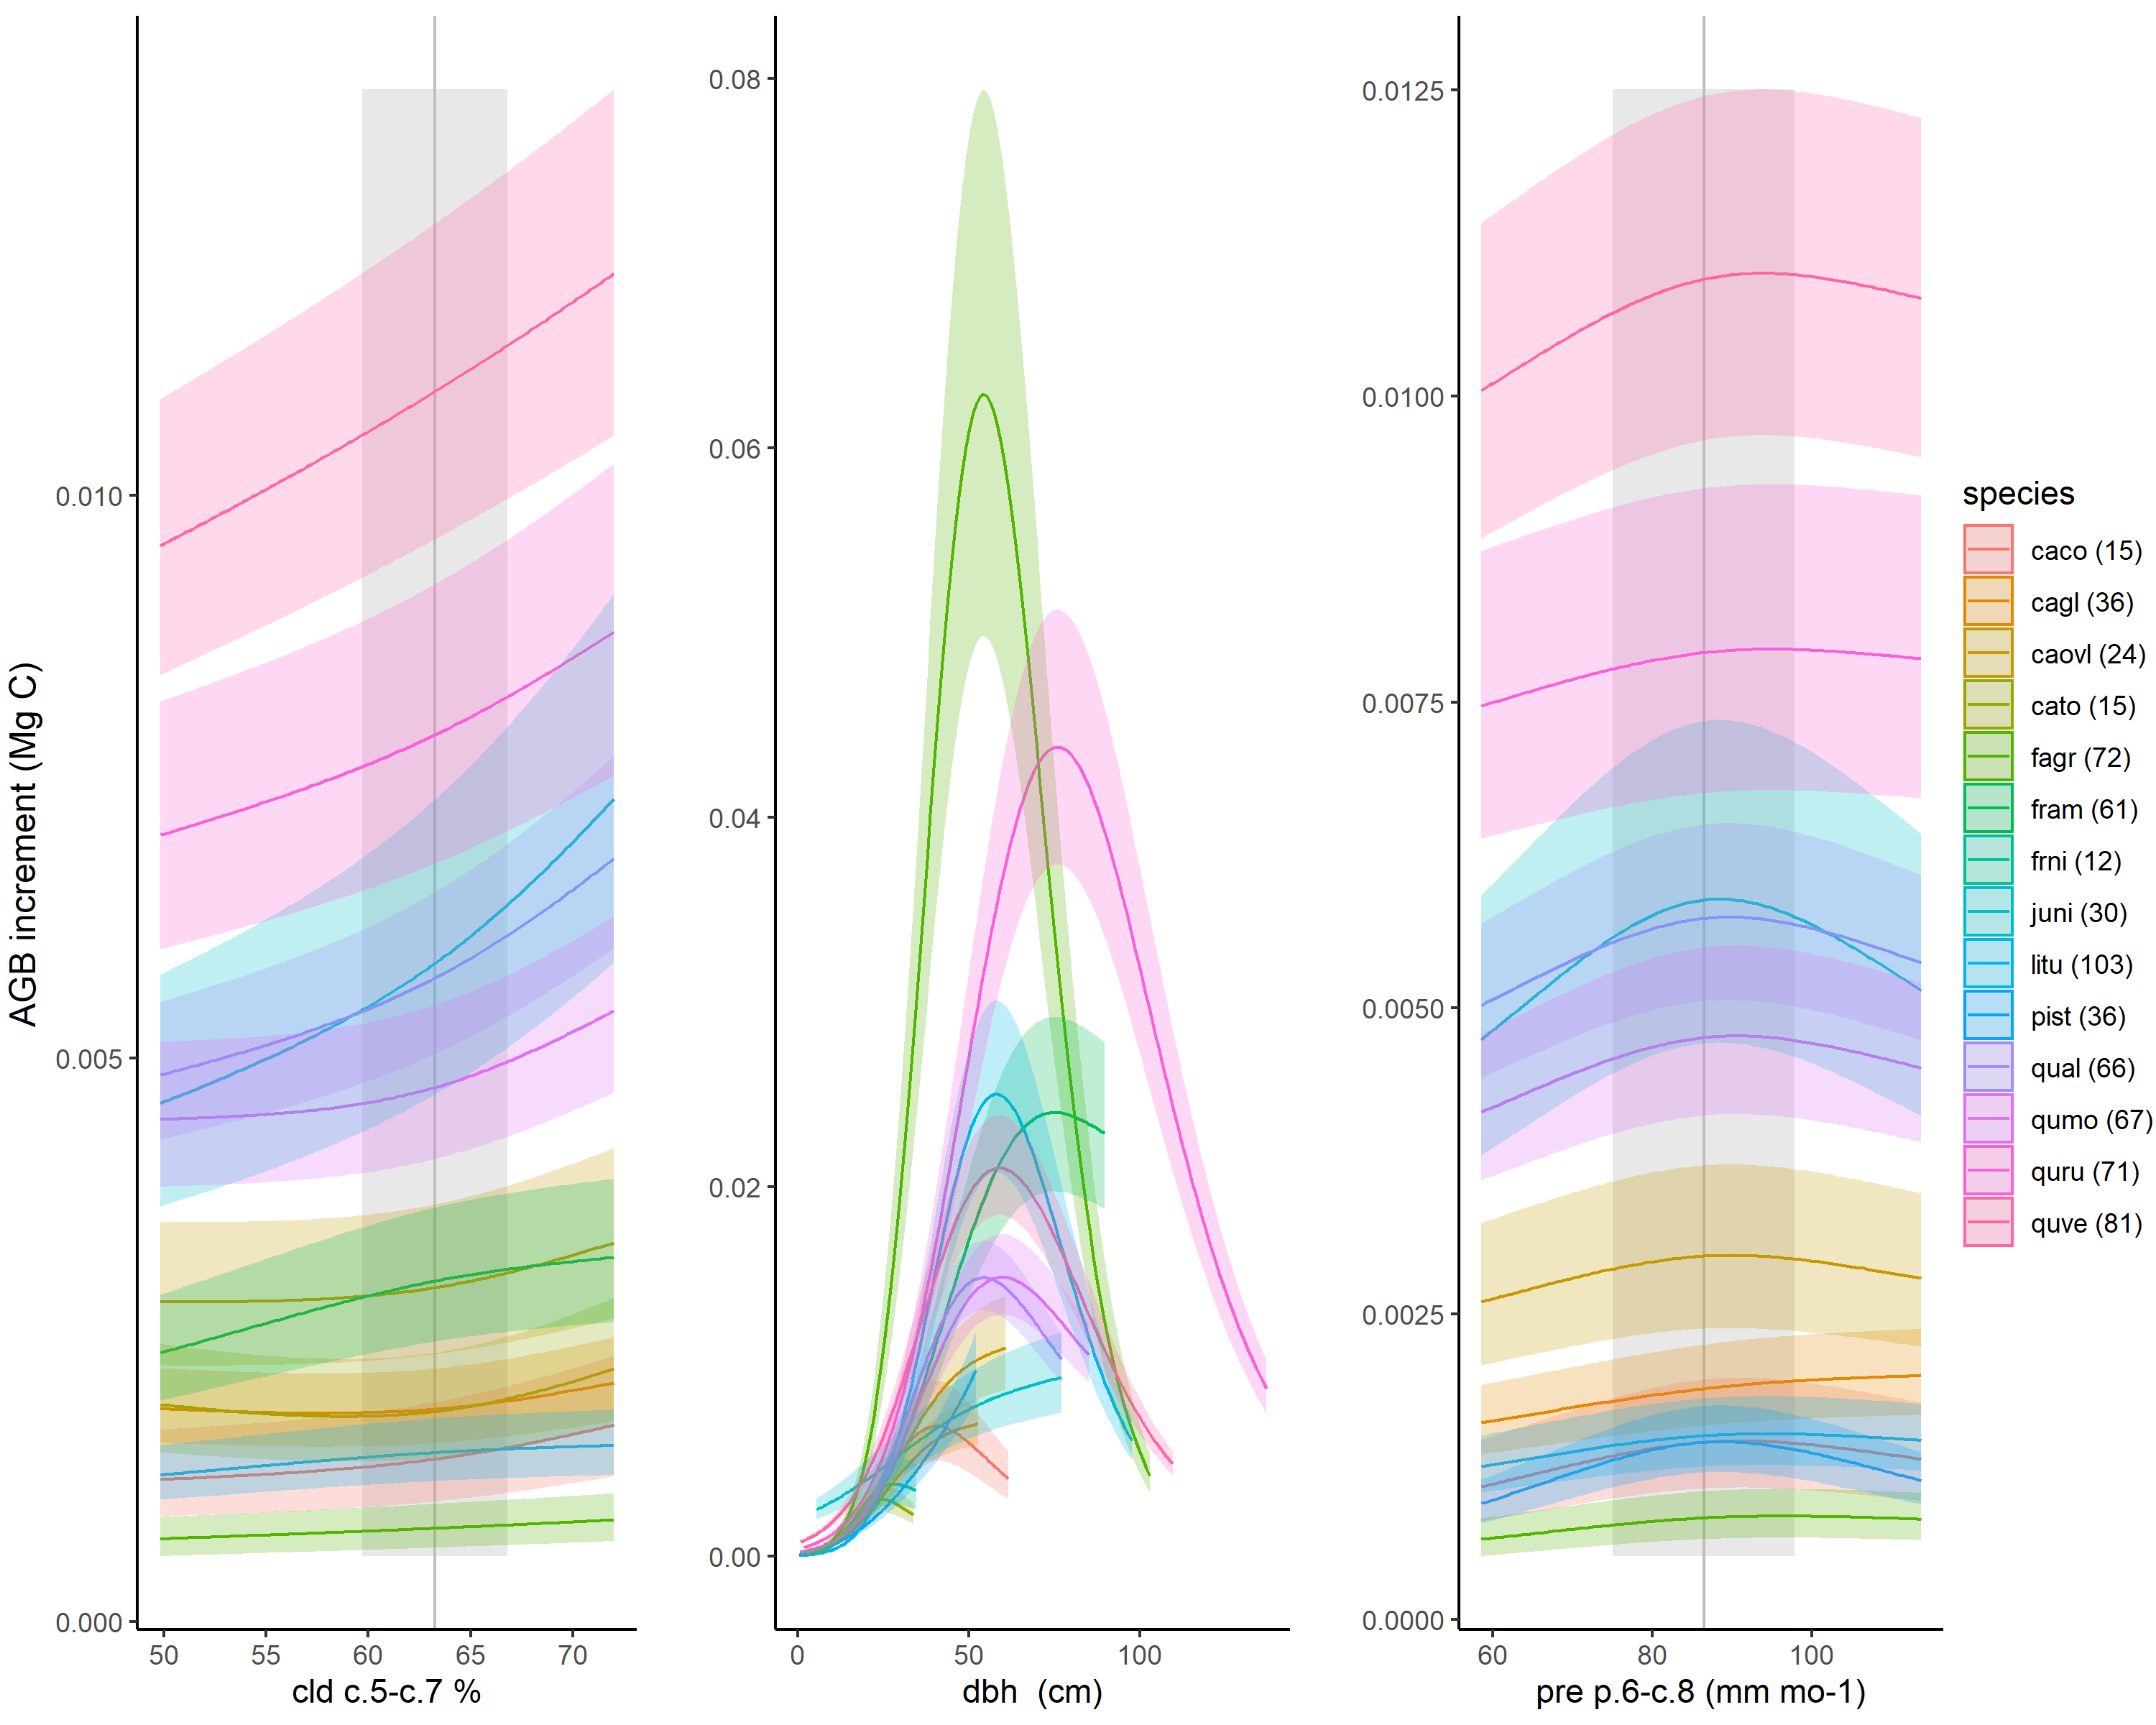 AGB increment (Mg C)
0.010
0.005
0.000
50 55 60 65 70
cld c.5-c.7 %
0.08
0.06
0.04
0.02
0.00
0 50 100
dbh (cm)
0.0125
0.0100
0.0075
0.0050
0.0025
0.0000
60 80 100
pre p.6-c.8 (mm mo-1)
species
caco (15)
cagl (36)
caovl (24)
cato (15)
fagr (72)
fram (61)
frni (12)
juni (30)
litu (103)
pist (36)
qual (66)
qumo (67)
quru (71)
quve (81)